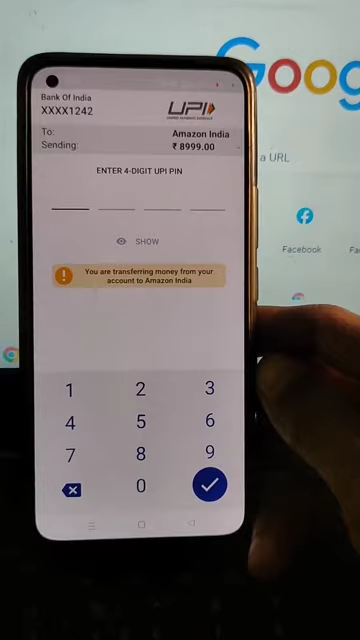 Goog
Bank Of India
XXXX1242
UPI
To:
Amazon India
Sending:
₹ 8999.00
a URL
ENTER 4-DIGIT UPI PIN
SHOW
Facebook
Fa
! You are transferring money from your
account to Amazon India
1 2 3
4 5 6
7 8 9
0